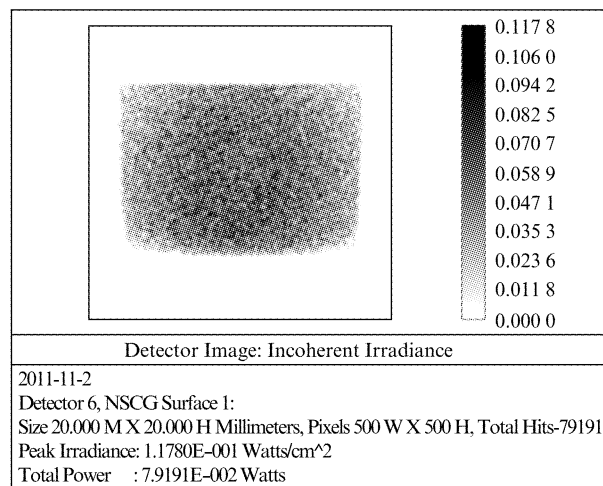 0.117 8
0.106 0
0.094 2
0.082 5
0.070 7
0.058 9
0.047 1
0.035 3
0.023 6
0.011 8
0.000 0
Detector Image: Incoherent Irradiance
2011-11-2
Detector 6, NSCG Surface 1:
Size 20.000 M X 20.000 H Millimeters, Pixels 500 W X 500 H, Total Hits-79191
Peak Irradiance: 1.1780E-001 Watts/cm^2
Total Power : 7.9191E-002 Watts